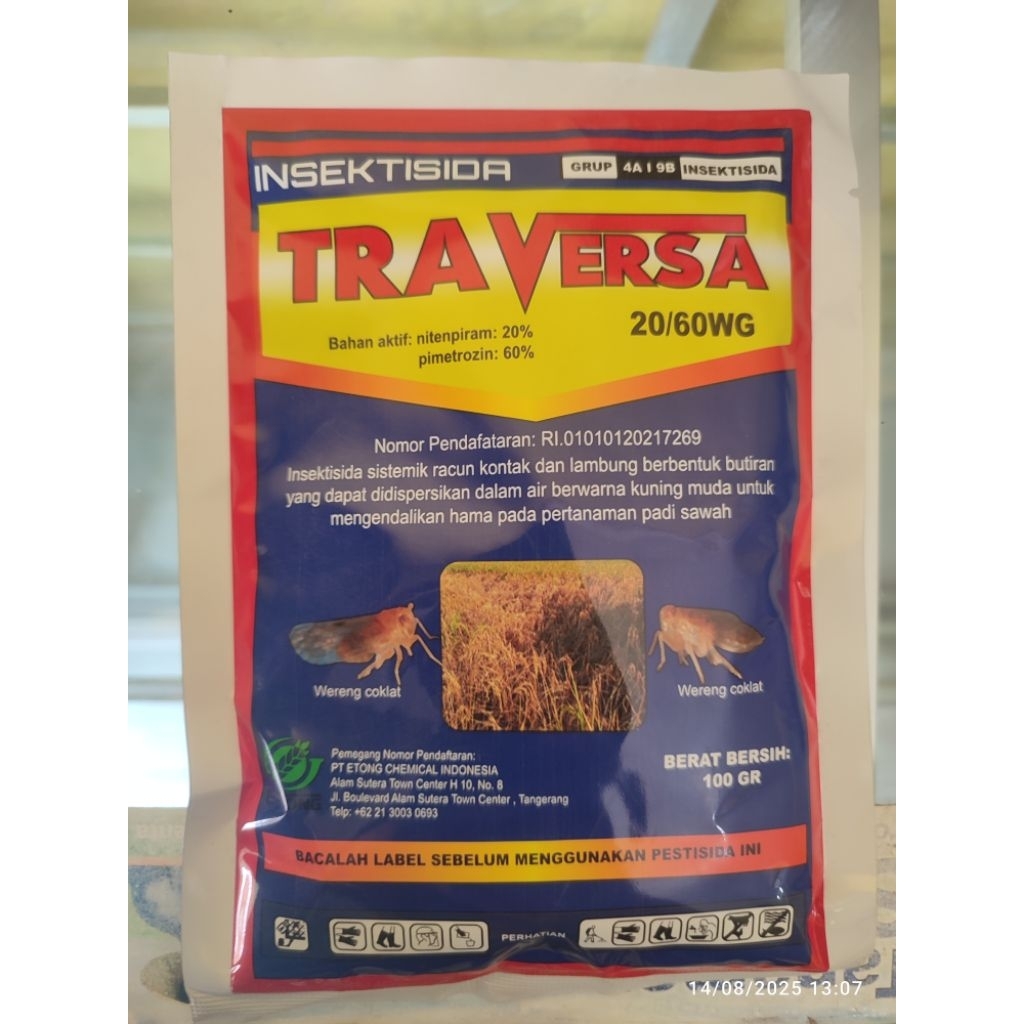 INSEKTISIDA
GRUP 4A I 9B INSEKTISIDA
TRAVERSA
20/60WG
Bahan aktif: nitenpiram: 20%
pimetrozin: 60%
Nomor Pendafataran: RI.01010120217269
Insektisida sistemik racun kontak dan lambung berbentuk butiran
yang dapat didispersikan dalam air berwarna kuning muda untuk
mengendalikan hama pada pertanaman padi sawah
Wereng coklat
Wereng coklat
Pemegang Nomor Pendaftaran:
PT ETONG CHEMICAL INDONESIA
Alam Sutera Town Center H 10, No. 8
Jl. Boulevard Alam Sutera Town Center , Tangerang
Telp: +62 21 3003 0693
BERAT BERSIH:
100 GR
BACALAH LABEL SEBELUM MENGGUNAKAN PESTISIDA INI
PERHATIAN
14/08/2025 13:07